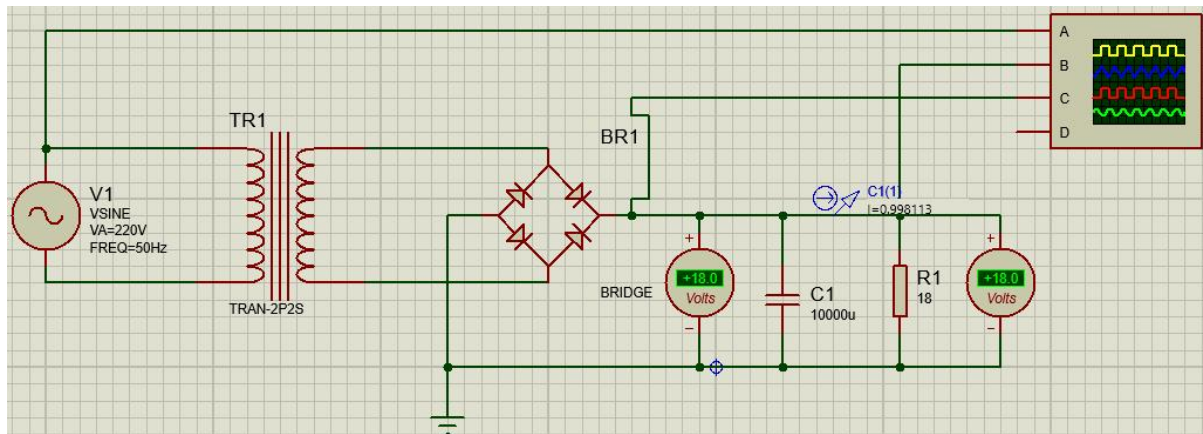 A
B
C
D
TR1
BR1
V1
VSINE
VA=220V
FREQ=50Hz
TRAN-2P2S
C1(1)
I=0.998113
BRIDGE
+
+18.0
Volts
−
C1
10000u
R1
18
+
+18.0
Volts
−